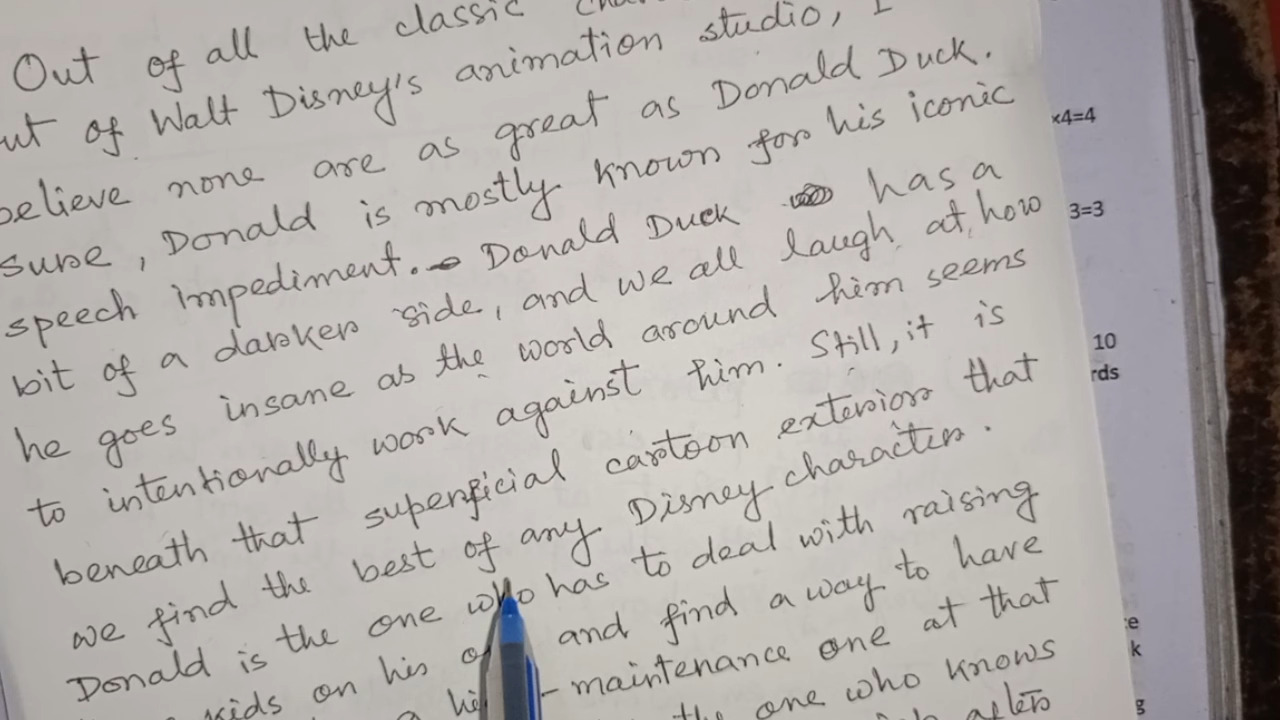 Out of all the classic
of Walt Disney's animation studio, I
believe none are as great as Donald Duck.
sure, Donald is mostly known for his iconic
speech impediment. Donald Duck has a
bit of a darker side, and we all laugh at how
he goes insane as the world around him seems
to intentionally work against him. Still, it is
beneath that superficial cartoon exterior that
we find the best of any Disney character.
Donald is the one who has to deal with raising
kids on his and find a way to have
-maintenance one at that
the one who knows
after
x4=4
3=3
10
rds